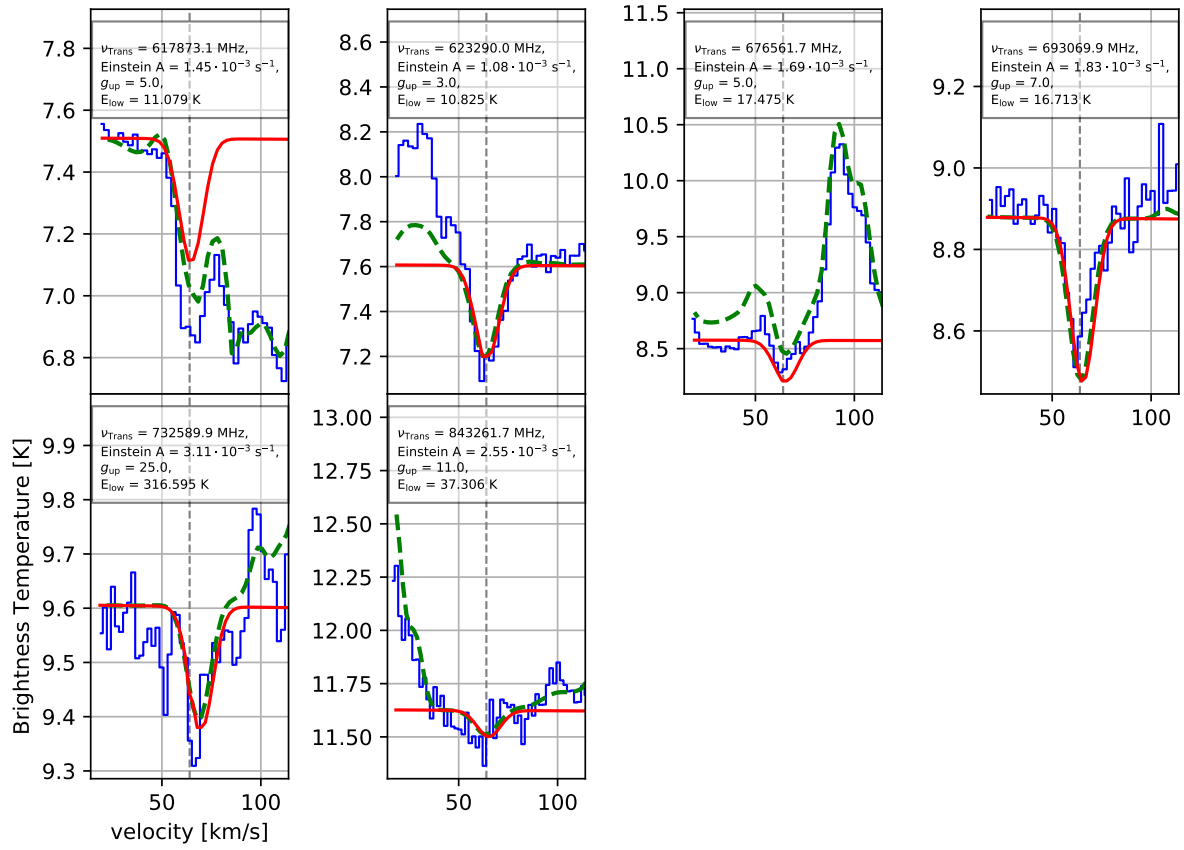 ν_Trans = 617873.1 MHz,
Einstein A = 1.45 · 10⁻³ s⁻¹,
g_up = 5.0,
E_low = 11.079 K
7.8
7.6
7.4
7.2
7.0
6.8
ν_Trans = 623290.0 MHz,
Einstein A = 1.08 · 10⁻³ s⁻¹,
g_up = 3.0,
E_low = 10.825 K
8.6
8.4
8.2
8.0
7.8
7.6
7.4
7.2
ν_Trans = 676561.7 MHz,
Einstein A = 1.69 · 10⁻³ s⁻¹,
g_up = 5.0,
E_low = 17.475 K
11.5
11.0
10.5
10.0
9.5
9.0
8.5
50 100
ν_Trans = 693069.9 MHz,
Einstein A = 1.83 · 10⁻³ s⁻¹,
g_up = 7.0,
E_low = 16.713 K
9.2
9.0
8.8
8.6
50 100
ν_Trans = 732589.9 MHz,
Einstein A = 3.11 · 10⁻³ s⁻¹,
g_up = 25.0,
E_low = 316.595 K
9.9
9.8
9.7
9.6
9.5
9.4
9.3
50 100
Brightness Temperature [K]
velocity [km/s]
ν_Trans = 843261.7 MHz,
Einstein A = 2.55 · 10⁻³ s⁻¹,
g_up = 11.0,
E_low = 37.306 K
13.00
12.75
12.50
12.25
12.00
11.75
11.50
50 100